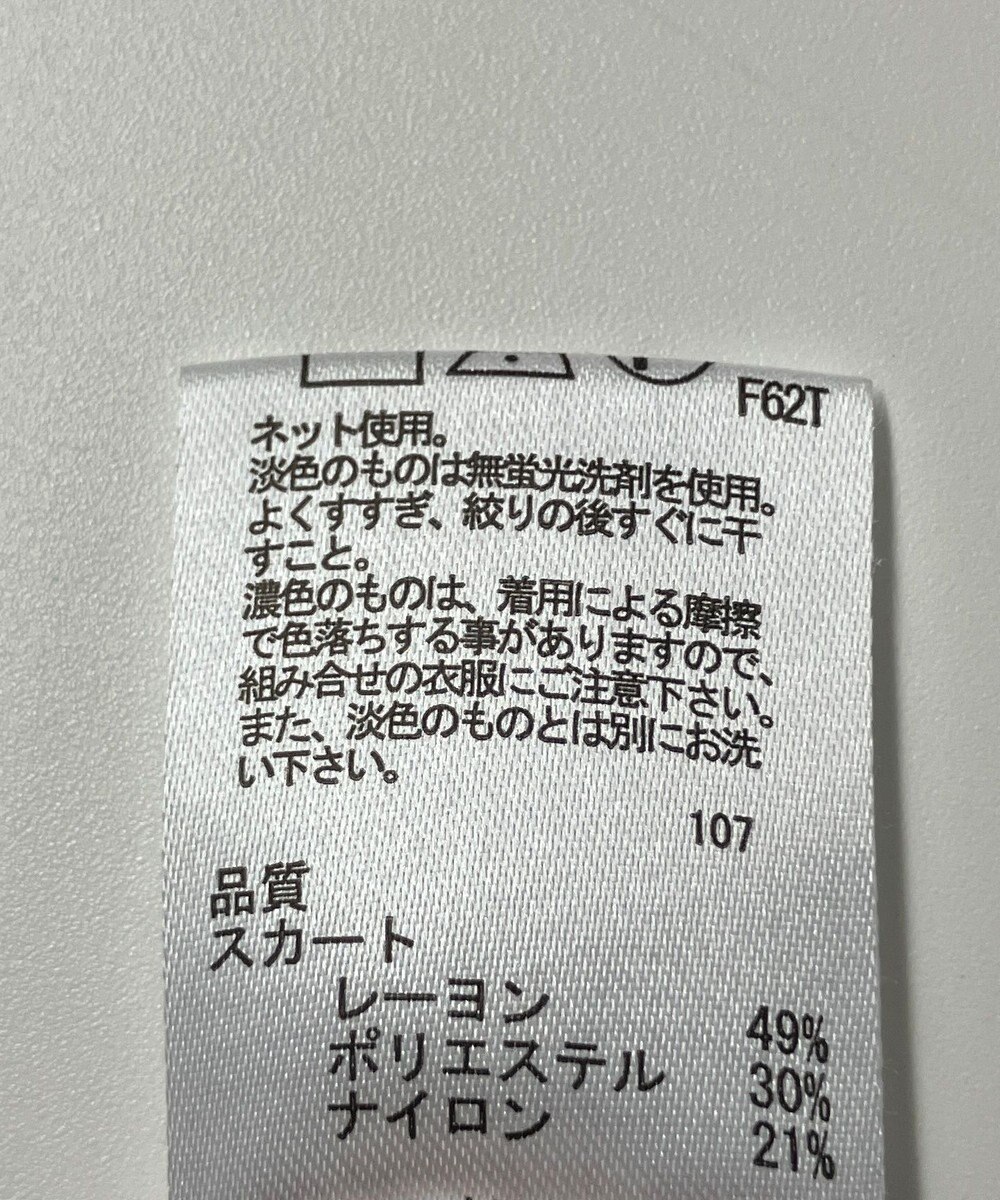 F62T
ネット使用。
淡色のものは無蛍光洗剤を使用。
よくすすぎ、絞りの後すぐに干
すこと。
濃色のものは、着用による摩擦
で色落ちする事がありますので、
組み合せの衣服にご注意下さい。
また、淡色のものとは別にお洗
い下さい。
107
品質
スカート
レーヨン 49%
ポリエステル 30%
ナイロン 21%